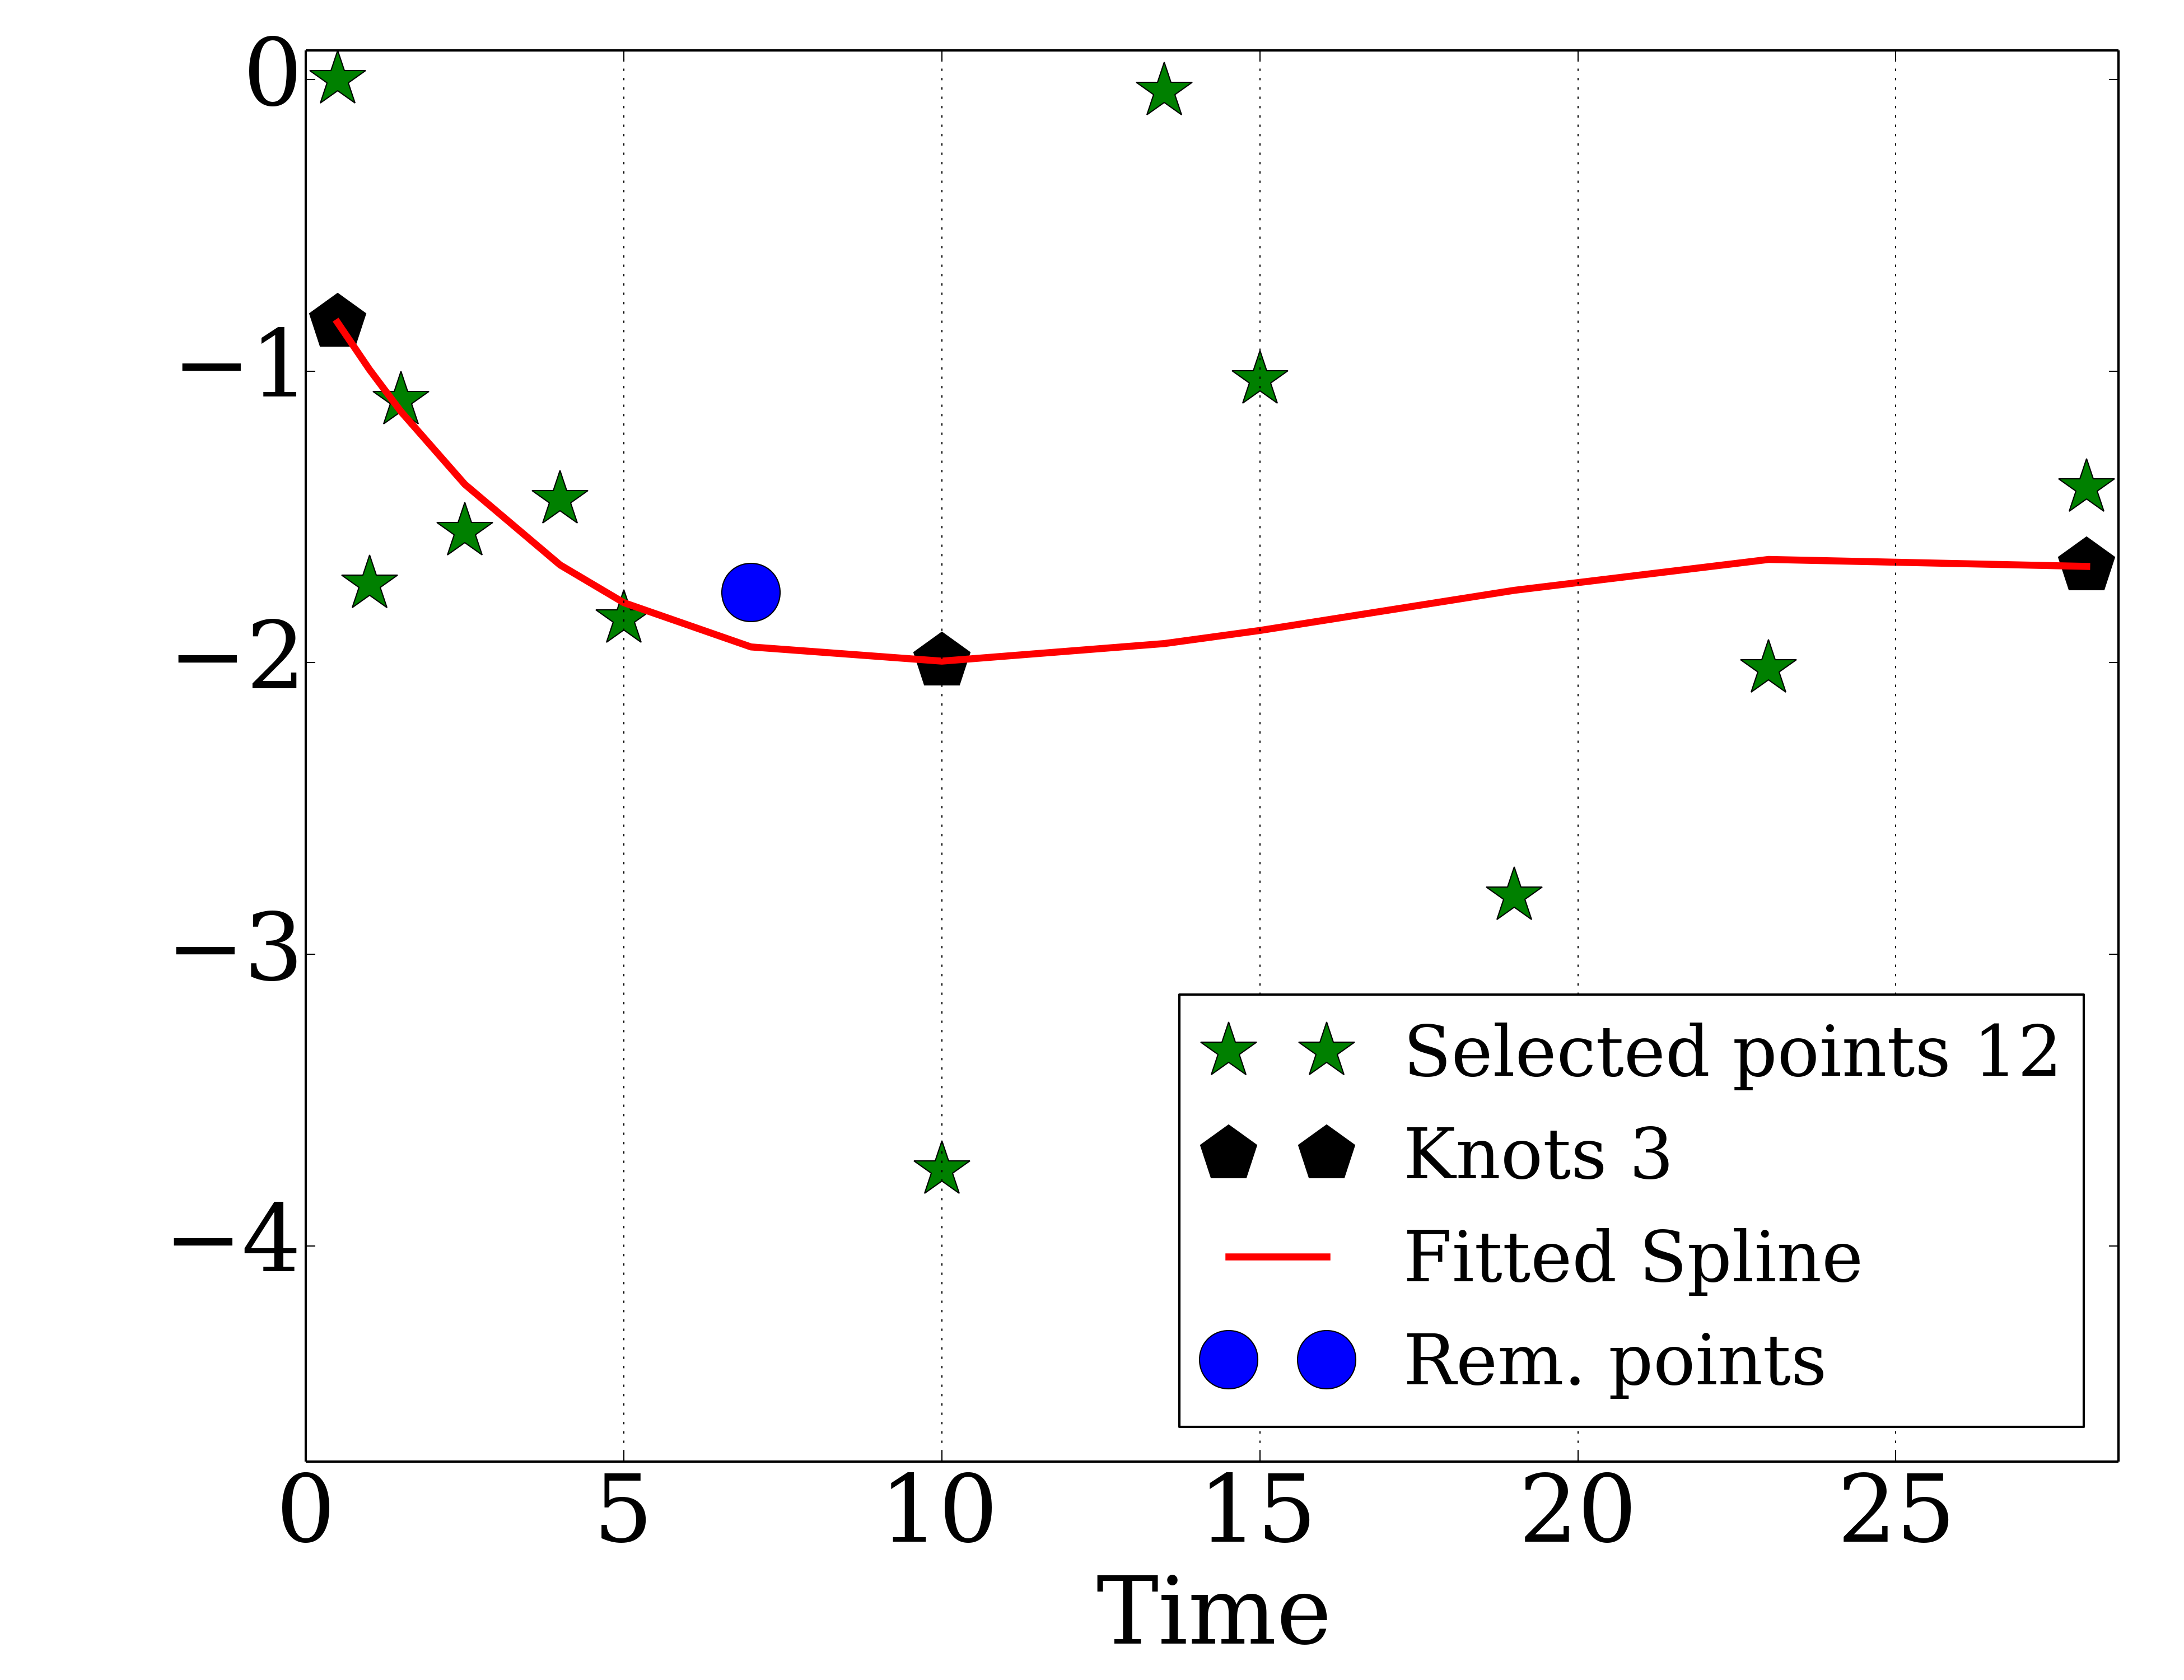 0
−1
−2
−3
−4
Selected points 12
Knots 3
Fitted Spline
Rem. points
0 5 10 15 20 25
Time